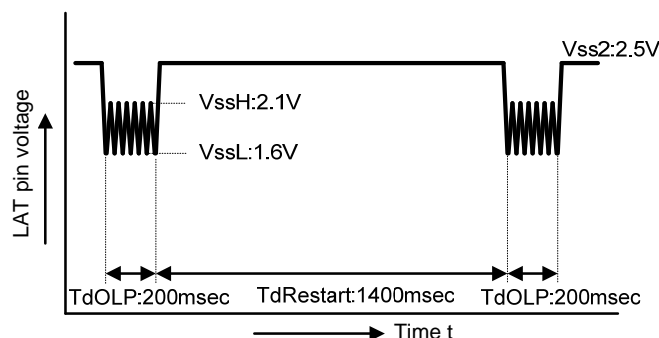 Vss2:2.5V
VssH:2.1V
VssL:1.6V
LAT pin voltage
TdOLP:200msec
TdRestart:1400msec
TdOLP:200msec
Time t